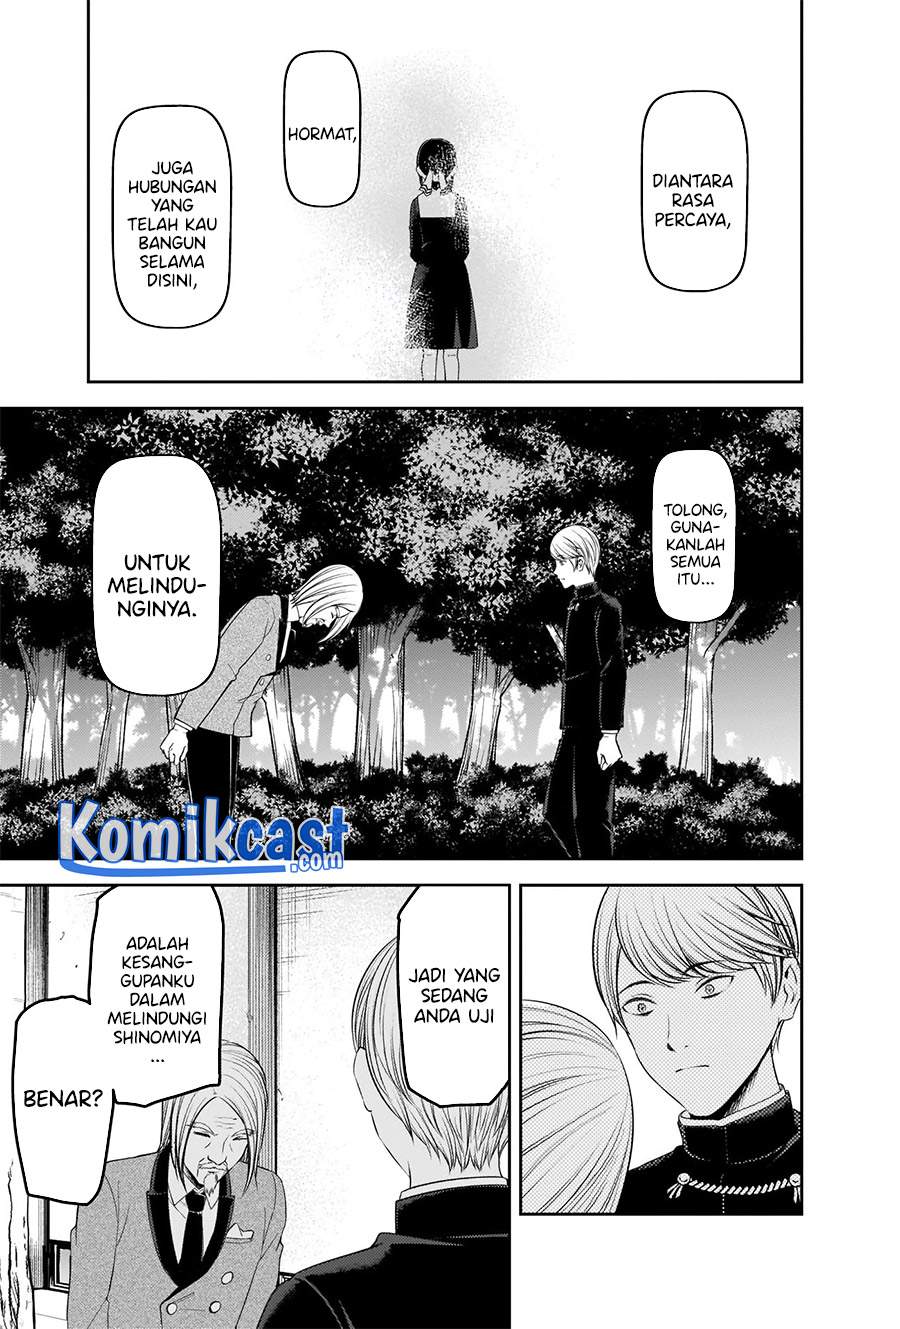 DIANTARA
RASA
PERCAYA,
HORMAT,
JUGA
HUBUNGAN
YANG
TELAH KAU
BANGUN
SELAMA
DISINI,
TOLONG,
GUNA-
KANLAH
SEMUA
ITU...
UNTUK
MELINDU-
NGINYA.
Komikcast
.com
JADI YANG
SEDANG
ANDA UJI
ADALAH
KESANG-
GUPANKU
DALAM
MELINDUNGI
SHINOMIYA
...
BENAR?